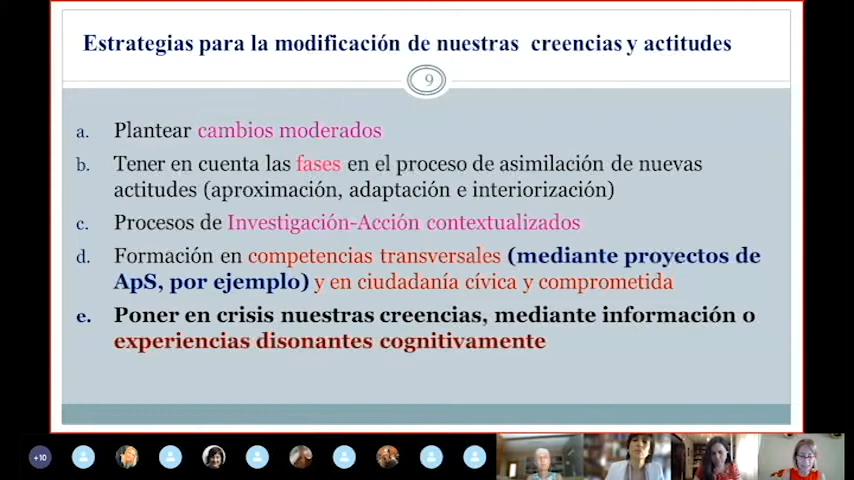 Estrategias para la modificación de nuestras creencias y actitudes
9
a. Plantear cambios moderados
b. Tener en cuenta las fases en el proceso de asimilación de nuevas
actitudes (aproximación, adaptación e interiorización)
c. Procesos de Investigación-Acción contextualizados
d. Formación en competencias transversales (mediante proyectos de
ApS, por ejemplo) y en ciudadanía cívica y comprometida
e. Poner en crisis nuestras creencias, mediante información o
experiencias disonantes cognitivamente
+10